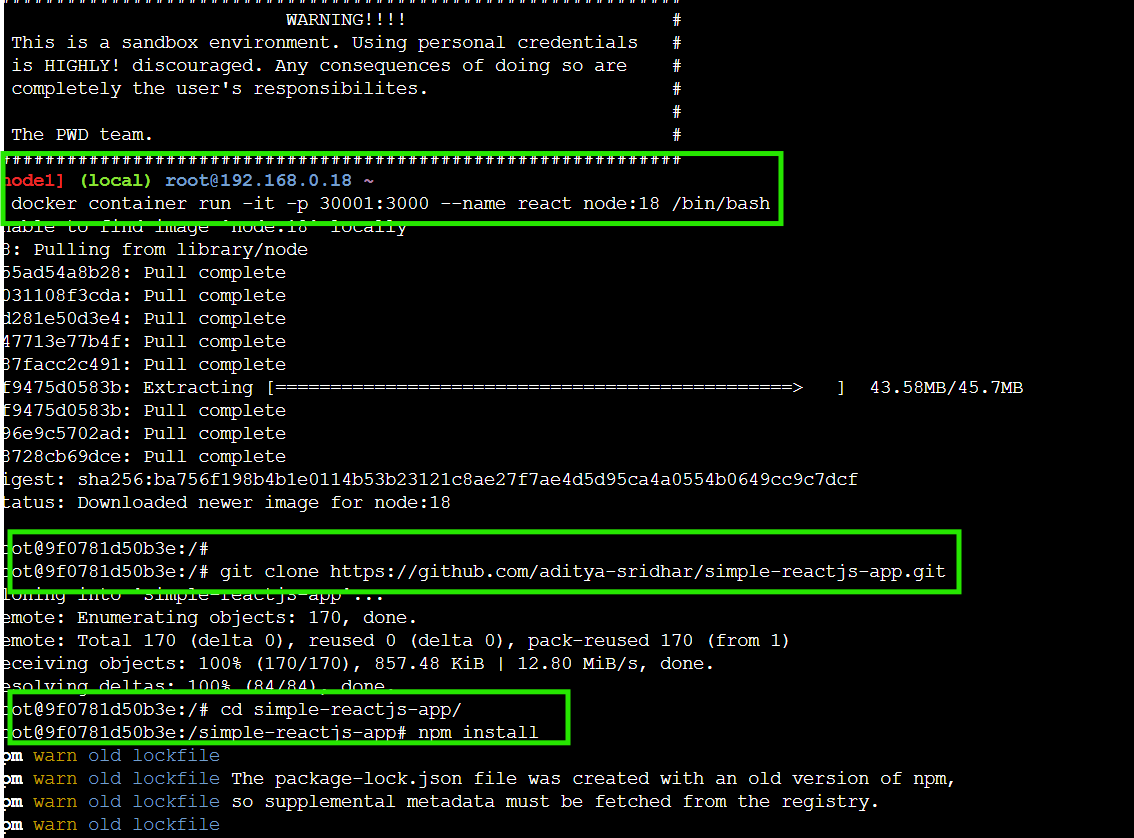 ##############################################################
WARNING!!!! #
This is a sandbox environment. Using personal credentials #
is HIGHLY! discouraged. Any consequences of doing so are #
completely the user's responsibilites. #
#
The PWD team. #
##############################################################
node1] (local) root@192.168.0.18 ~
docker container run -it -p 30001:3000 --name react node:18 /bin/bash
nable to find image 'node:18' locally
8: Pulling from library/node
55ad54a8b28: Pull complete
031108f3cda: Pull complete
d281e50d3e4: Pull complete
47713e77b4f: Pull complete
87facc2c491: Pull complete
f9475d0583b: Extracting [===============================================> ] 43.58MB/45.7MB
f9475d0583b: Pull complete
96e9c5702ad: Pull complete
8728cb69dce: Pull complete
igest: sha256:ba756f198b4b1e0114b53b23121c8ae27f7ae4d5d95ca4a0554b0649cc9c7dcf
tatus: Downloaded newer image for node:18
oot@9f0781d50b3e:/#
oot@9f0781d50b3e:/# git clone https://github.com/aditya-sridhar/simple-reactjs-app.git
loning into 'simple-reactjs-app'...
emote: Enumerating objects: 170, done.
emote: Total 170 (delta 0), reused 0 (delta 0), pack-reused 170 (from 1)
eceiving objects: 100% (170/170), 857.48 KiB | 12.80 MiB/s, done.
esolving deltas: 100% (84/84), done.
oot@9f0781d50b3e:/# cd simple-reactjs-app/
oot@9f0781d50b3e:/simple-reactjs-app# npm install
pm warn old lockfile
pm warn old lockfile The package-lock.json file was created with an old version of npm,
pm warn old lockfile so supplemental metadata must be fetched from the registry.
pm warn old lockfile